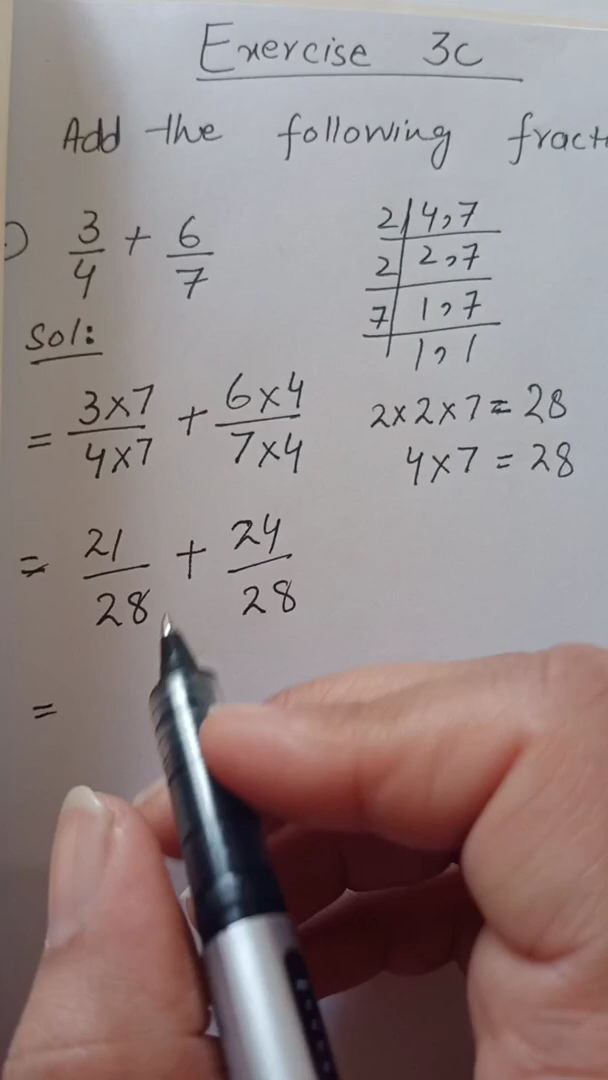 Exercise 3c
Add the following
3/4 + 6/7
2 | 4,7
2 | 2,7
7 | 1,7
1,1
Sol:
= 3×7/4×7 + 6×4/7×4
2×2×7 = 28
4×7 = 28
= 21/28 + 24/28
=